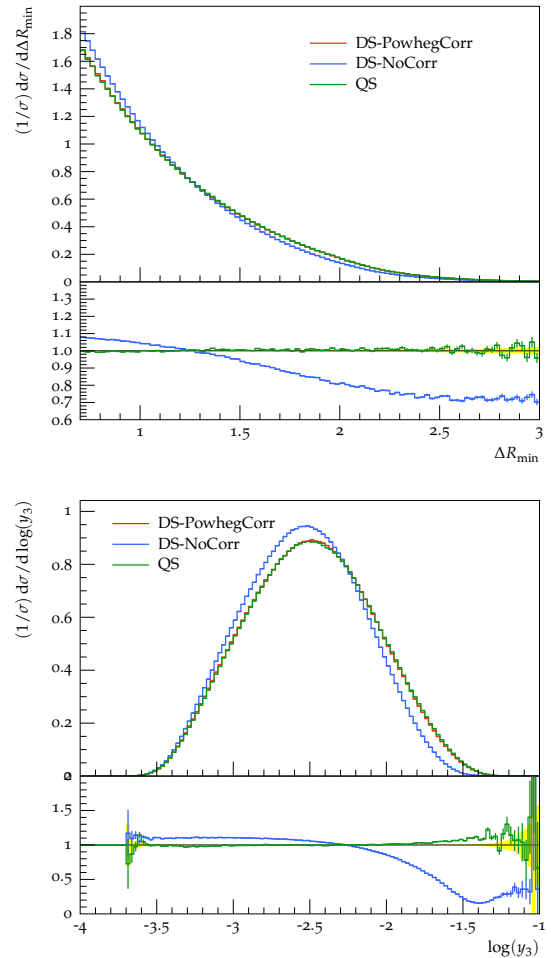 DS-PowhegCorr
DS-NoCorr
QS
(1/σ) dσ/dΔR_min
1.8
1.6
1.4
1.2
1
0.8
0.6
0.4
0.2
0
1.3
1.2
1.1
1.0
0.9
0.8
0.7
0.6
1 1.5 2 2.5 3
ΔR_min
DS-PowhegCorr
DS-NoCorr
QS
(1/σ) dσ/d log(y_3)
1
0.8
0.6
0.4
0.2
0
2
1.5
1
0.5
0
-4 -3.5 -3 -2.5 -2 -1.5 -1
log(y_3)